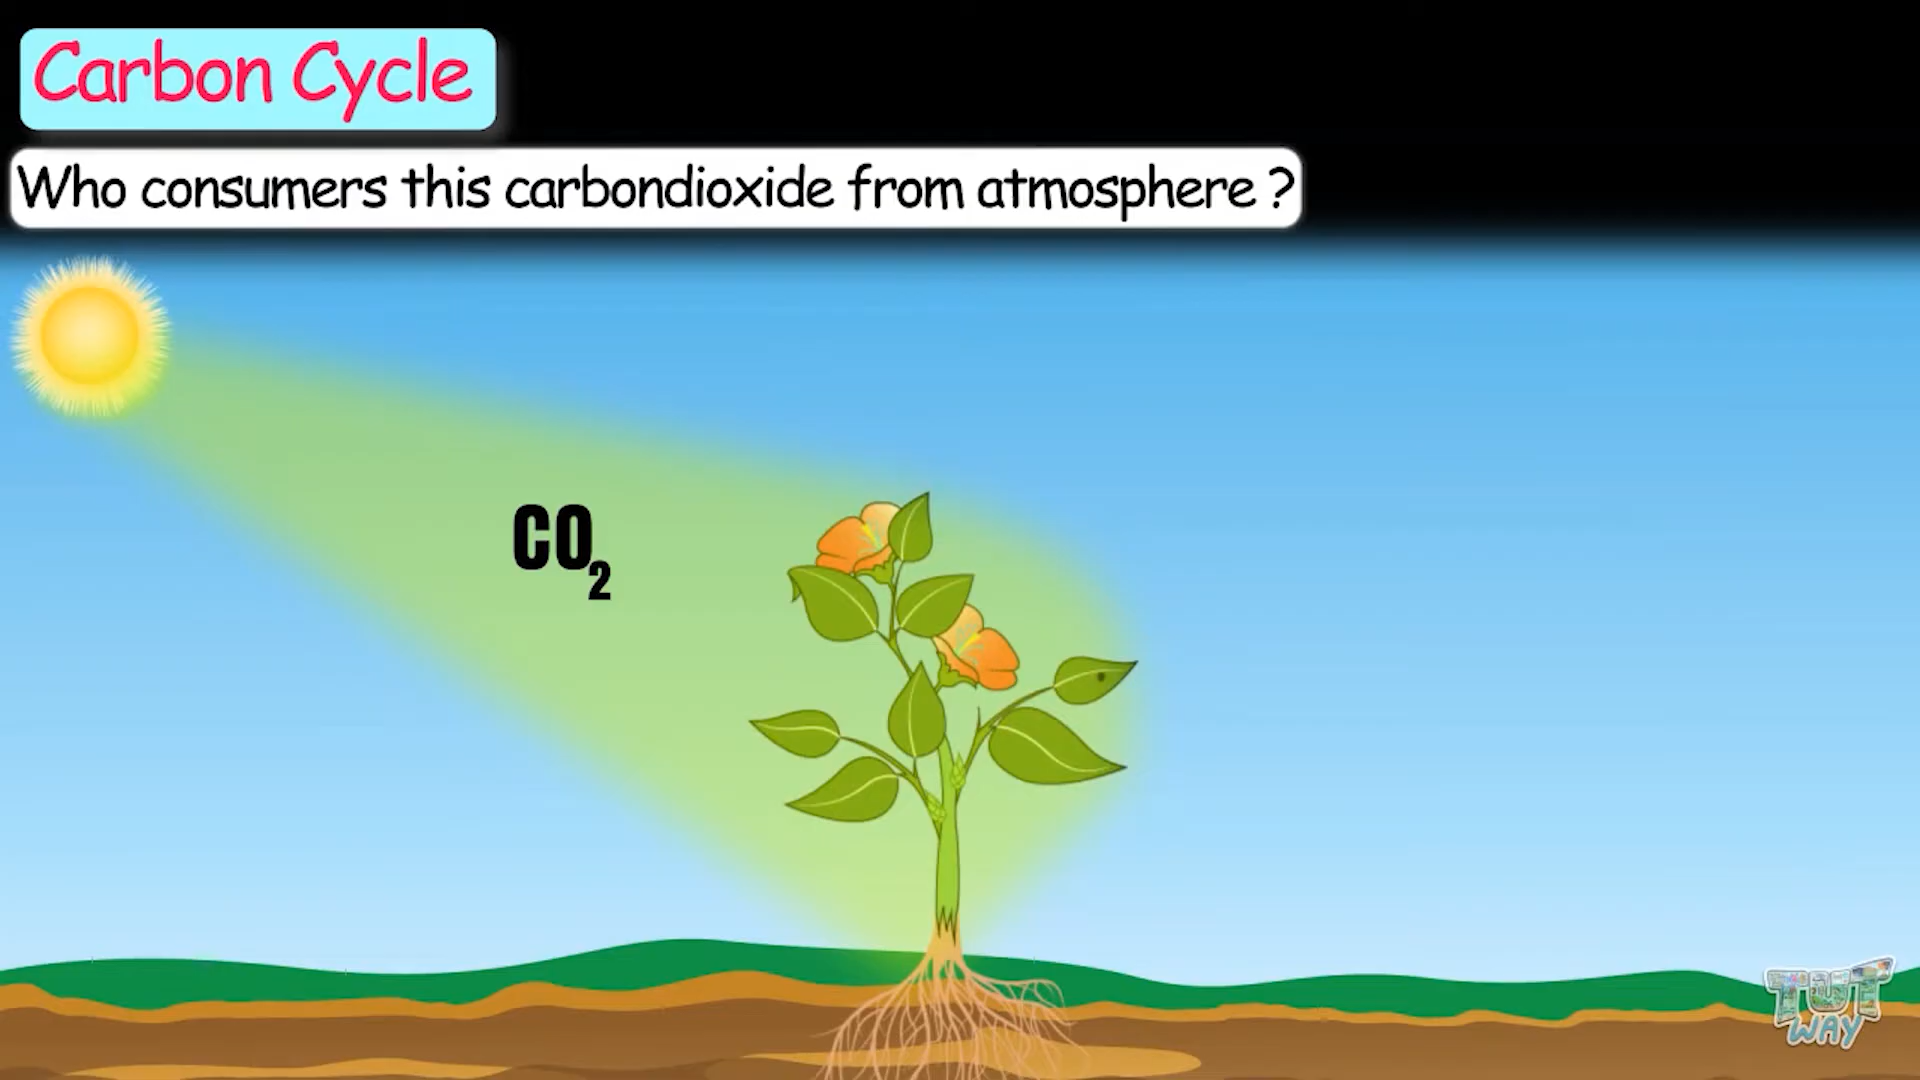 Carbon Cycle
Who consumers this carbondioxide from atmosphere ?
CO₂
TUT
WAY